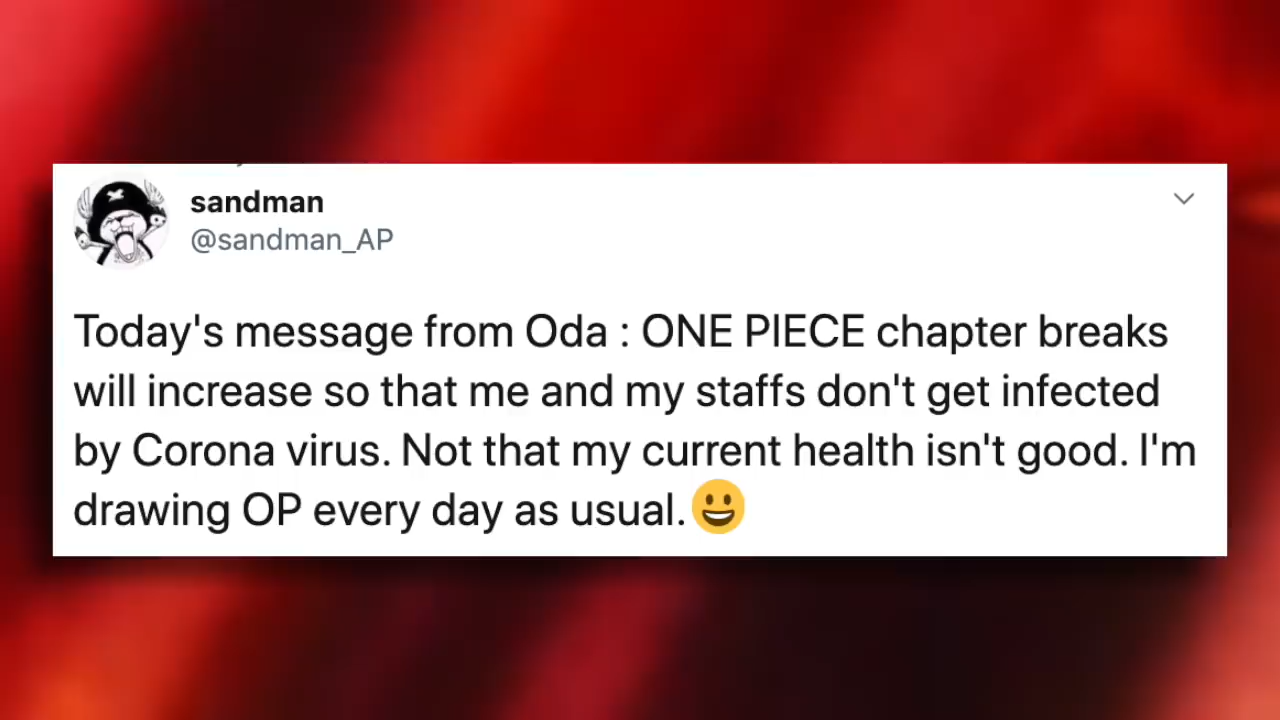 sandman
@sandman_AP
Today's message from Oda : ONE PIECE chapter breaks
will increase so that me and my staffs don't get infected
by Corona virus. Not that my current health isn't good. I'm
drawing OP every day as usual.😀